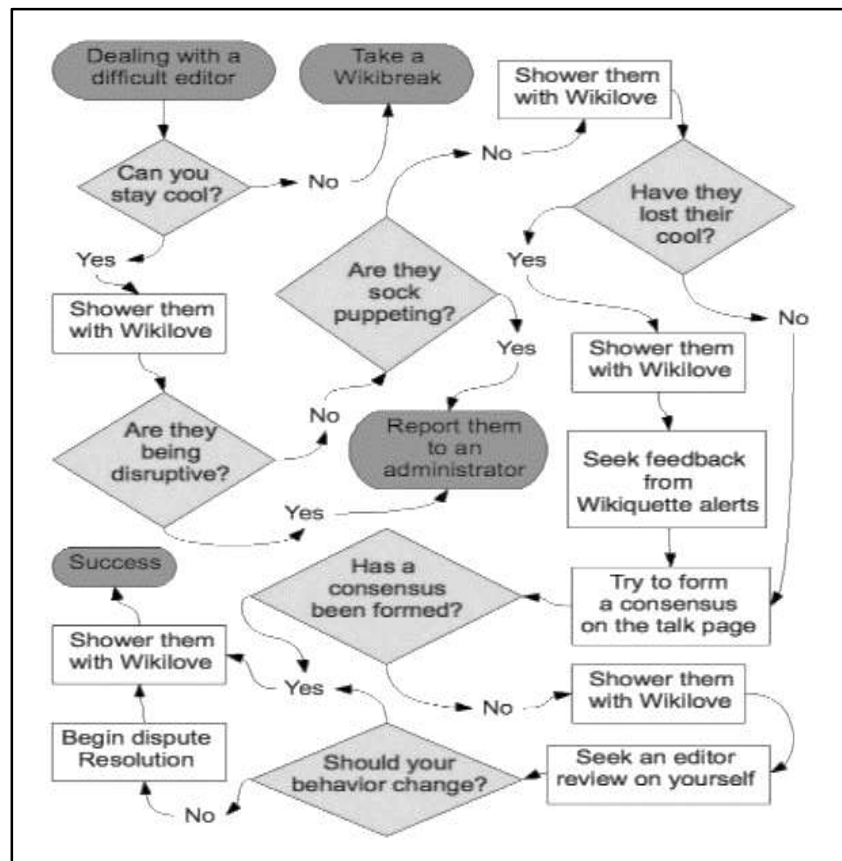 Dealing with a
difficult editor
Take a
Wikibreak
Shower them
with Wikilove
Can you
stay cool?
No
No
Have they
lost their
cool?
Yes
Are they
sock
puppeting?
Yes
Shower them
with Wikilove
No
Yes
Shower them
with Wikilove
Are they
being
disruptive?
No
Report them
to an
administrator
Seek feedback
from
Wikiquette alerts
Yes
Success
Has a
consensus
been formed?
Try to form
a consensus
on the talk page
Shower them
with Wikilove
Yes
No
Shower them
with Wikilove
Begin dispute
Resolution
Should your
behavior change?
Seek an editor
review on yourself
No